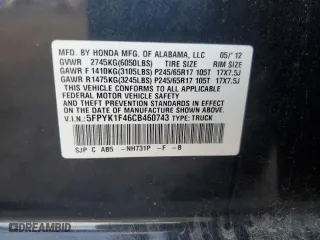 MFD. BY HONDA MFG. OF ALABAMA, LLC 05/12
GVWR 2745KG(6050LBS) TIRE SIZE RIM SIZE
GAWR F 1410KG(3105LBS) P245/65R17 105T 17X7.5J
GAWR R1475KG(3245LBS) P245/65R17 105T 17X7.5J
THIS VEHICLE CONFORMS TO ALL APPLICABLE
FEDERAL MOTOR VEHICLE SAFETY AND THEFT
PREVENTION STANDARDS IN EFFECT ON THE DATE
OF MANUFACTURE SHOWN ABOVE.
V.I.N.:5FPYK1F46CB460743 TYPE: TRUCK
SJP C AB5 -NH731P -F -B